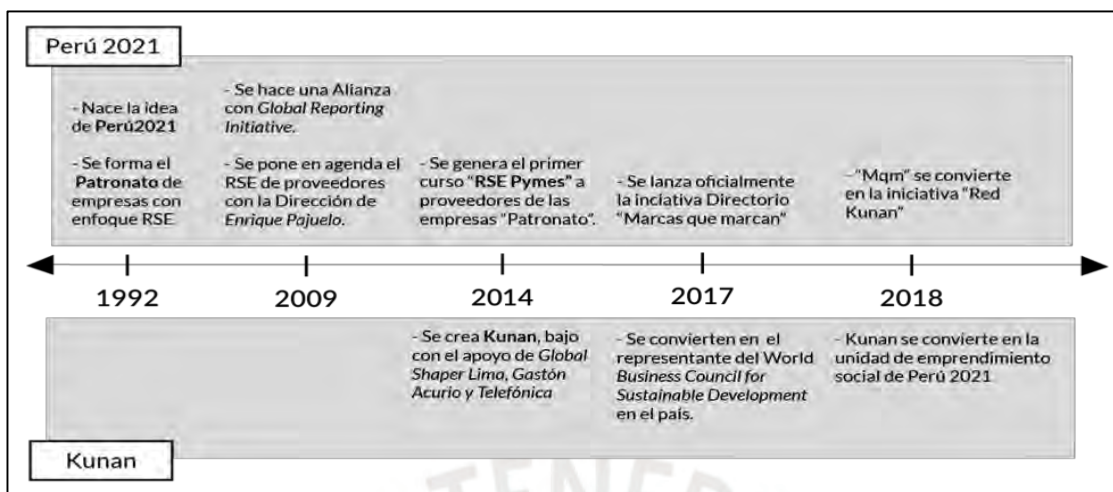 Perú 2021
- Nace la idea
de Perú2021
- Se forma el
Patronato de
empresas con
enfoque RSE
- Se hace una Alianza
con Global Reporting
Initiative.
- Se pone en agenda el
RSE de proveedores
con la Dirección de
Enrique Pajuelo.
- Se genera el primer
curso "RSE Pymes" a
proveedores de las
empresas "Patronato".
- Se lanza oficialmente
la inciativa Directorio
"Marcas que marcan"
- "Mqm" se convierte
en la iniciativa "Red
Kunan"
1992
2009
2014
2017
2018
- Se crea Kunan, bajo
con el apoyo de Global
Shaper Lima, Gastón
Acurio y Telefónica
- Se convierten en el
representante del World
Business Council for
Sustainable Development
en el país.
- Kunan se convierte en la
unidad de emprendimiento
social de Perú 2021
Kunan
TENEB